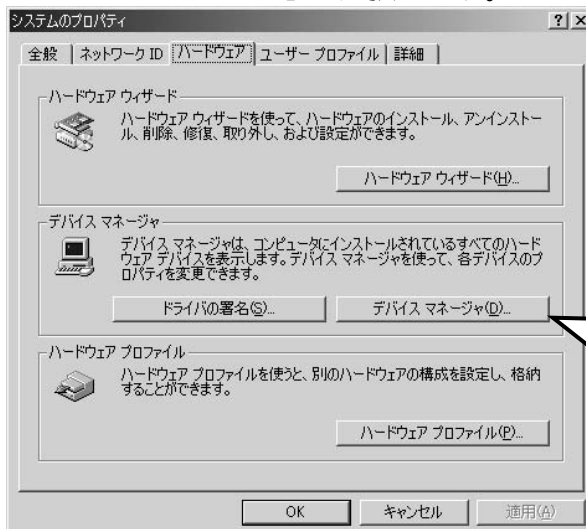 システムのプロパティ
全般 ネットワーク ID ハードウェア ユーザー プロファイル 詳細
ハードウェア ウィザード
ハードウェア ウィザードを使って、ハードウェアのインストール、アンインストー
ル、削除、修復、取り外し、および設定ができます。
ハードウェア ウィザード(H)...
デバイス マネージャ
デバイス マネージャは、コンピュータにインストールされているすべてのハード
ウェア デバイスを表示します。デバイス マネージャを使って、各デバイスのプ
ロパティを変更できます。
ドライバの署名(S)... デバイス マネージャ(D)...
ハードウェア プロファイル
ハードウェア プロファイルを使うと、別のハードウェアの構成を設定し、格納
することができます。
ハードウェア プロファイル(P)...
OK キャンセル 適用(A)